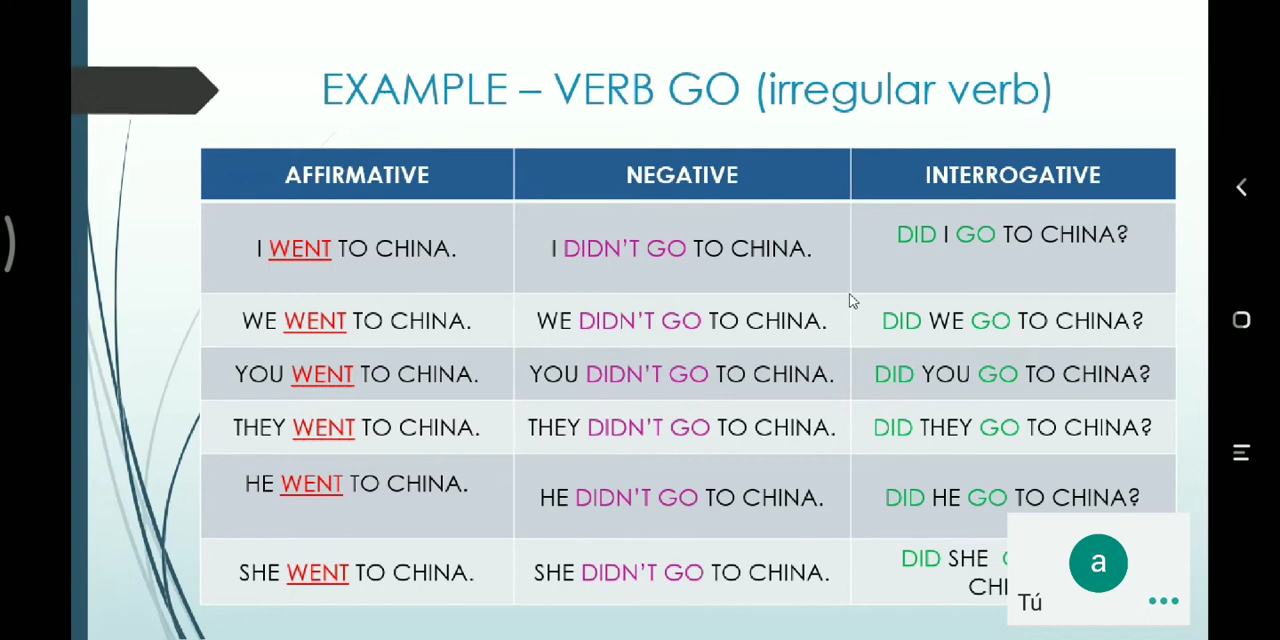 EXAMPLE – VERB GO (irregular verb)
AFFIRMATIVE NEGATIVE INTERROGATIVE
I WENT TO CHINA. I DIDN'T GO TO CHINA. DID I GO TO CHINA?
WE WENT TO CHINA. WE DIDN'T GO TO CHINA. DID WE GO TO CHINA?
YOU WENT TO CHINA. YOU DIDN'T GO TO CHINA. DID YOU GO TO CHINA?
THEY WENT TO CHINA. THEY DIDN'T GO TO CHINA. DID THEY GO TO CHINA?
HE WENT TO CHINA. HE DIDN'T GO TO CHINA. DID HE GO TO CHINA?
SHE WENT TO CHINA. SHE DIDN'T GO TO CHINA. DID SHE
a
Tú